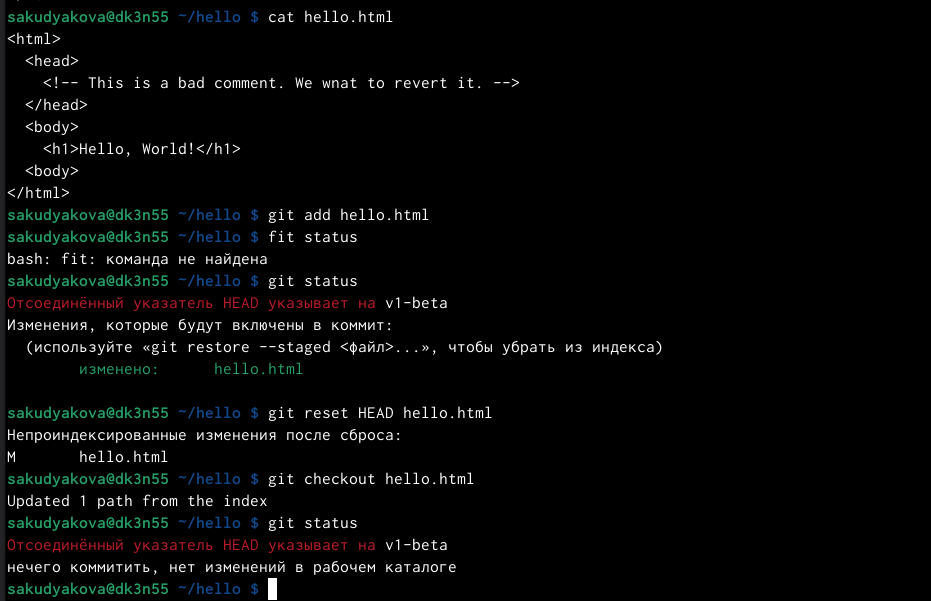 sakudyakova@dk3n55 ~/hello $ cat hello.html
<html>
  <head>
    <!-- This is a bad comment. We wnat to revert it. -->
  </head>
  <body>
    <h1>Hello, World!</h1>
  <body>
</html>
sakudyakova@dk3n55 ~/hello $ git add hello.html
sakudyakova@dk3n55 ~/hello $ fit status
bash: fit: команда не найдена
sakudyakova@dk3n55 ~/hello $ git status
Отсоединённый указатель HEAD указывает на v1-beta
Изменения, которые будут включены в коммит:
  (используйте «git restore --staged <файл>...», чтобы убрать из индекса)
        изменено:      hello.html

sakudyakova@dk3n55 ~/hello $ git reset HEAD hello.html
Непроиндексированные изменения после сброса:
M       hello.html
sakudyakova@dk3n55 ~/hello $ git checkout hello.html
Updated 1 path from the index
sakudyakova@dk3n55 ~/hello $ git status
Отсоединённый указатель HEAD указывает на v1-beta
нечего коммитить, нет изменений в рабочем каталоге
sakudyakova@dk3n55 ~/hello $